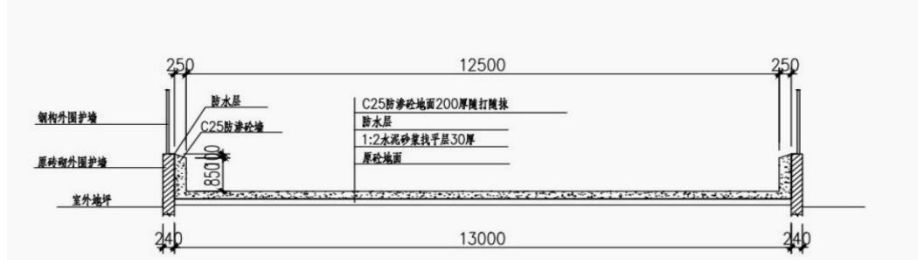 250
12500
250
防水层
C25防渗砼地面200厚随打随抹
钢构外围护墙
C25防渗砼墙
防水层
1:2水泥砂浆找平层30厚
原砖砌外围护墙
100
850
原砼地面
室外地坪
240
13000
240